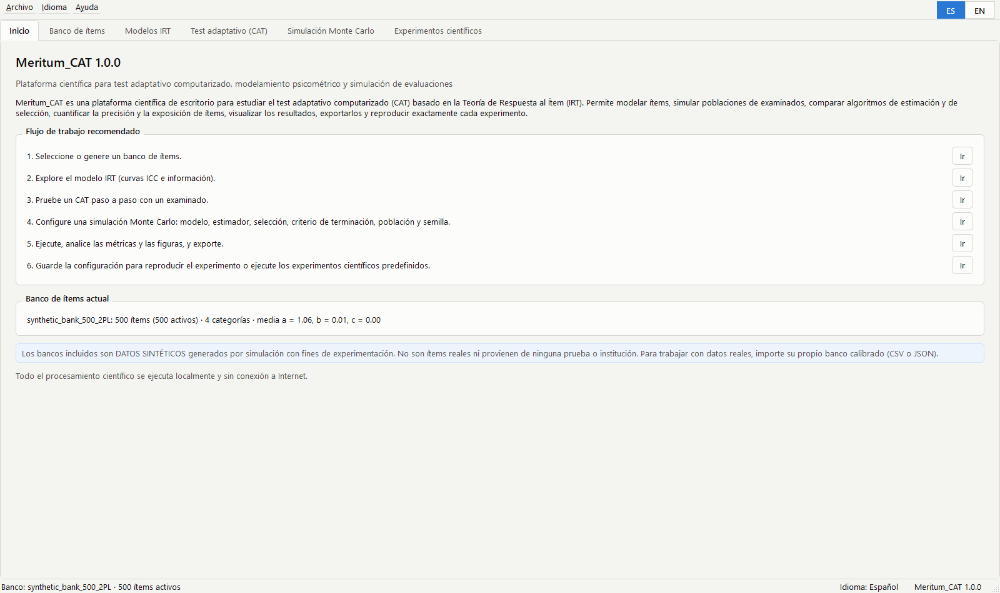 Archivo Idioma Ayuda
ES EN
Inicio Banco de ítems Modelos IRT Test adaptativo (CAT) Simulación Monte Carlo Experimentos científicos
Meritum_CAT 1.0.0
Plataforma científica para test adaptativo computarizado, modelamiento psicométrico y simulación de evaluaciones
Meritum_CAT es una plataforma científica de escritorio para estudiar el test adaptativo computarizado (CAT) basado en la Teoría de Respuesta al Ítem (IRT). Permite modelar ítems, simular poblaciones de examinados, comparar algoritmos de estimación y de
selección, cuantificar la precisión y la exposición de ítems, visualizar los resultados, exportarlos y reproducir exactamente cada experimento.
Flujo de trabajo recomendado
1. Seleccione o genere un banco de ítems. Ir
2. Explore el modelo IRT (curvas ICC e información). Ir
3. Pruebe un CAT paso a paso con un examinado. Ir
4. Configure una simulación Monte Carlo: modelo, estimador, selección, criterio de terminación, población y semilla. Ir
5. Ejecute, analice las métricas y las figuras, y exporte. Ir
6. Guarde la configuración para reproducir el experimento o ejecute los experimentos científicos predefinidos. Ir
Banco de ítems actual
synthetic_bank_500_2PL: 500 ítems (500 activos) · 4 categorías · media a = 1.06, b = 0.01, c = 0.00
Los bancos incluidos son DATOS SINTÉTICOS generados por simulación con fines de experimentación. No son ítems reales ni provienen de ninguna prueba o institución. Para trabajar con datos reales, importe su propio banco calibrado (CSV o JSON).
Todo el procesamiento científico se ejecuta localmente y sin conexión a Internet.
Banco: synthetic_bank_500_2PL · 500 ítems activos Idioma: Español Meritum_CAT 1.0.0